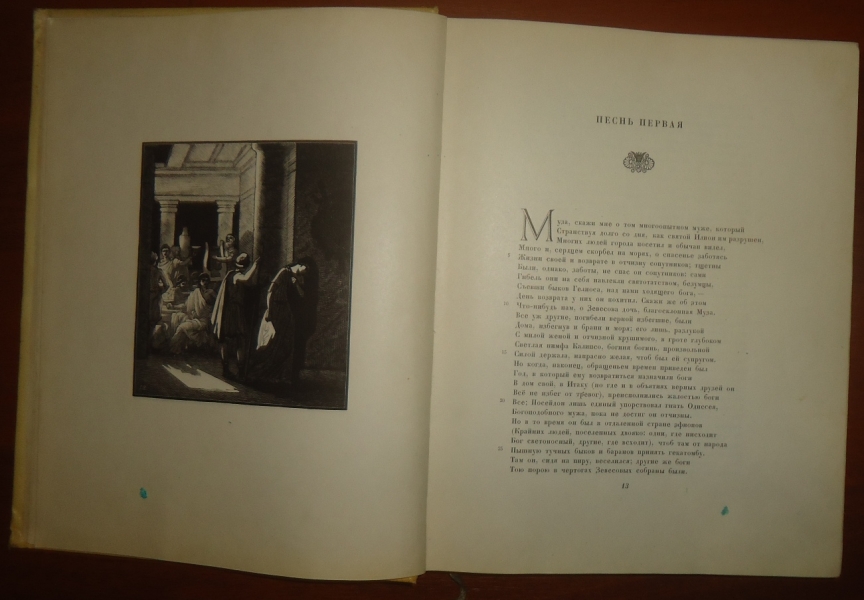 ПЕСНЬ ПЕРВАЯ
Муза, скажи мне о том многоопытном муже, который
Странствуя долго со дня, как святой Илион им разрушен,
Многих людей города посетил и обычаи видел,
Много и сердцем скорбел на морях, о спасенье заботясь
5 Жизни своей и возврате в отчизну сопутников; тщетны
Были, однако, заботы, не спас он сопутников: сами
Гибель они на себя навлекли святотатством, безумцы,
Съевши быков Гелиоса, над нами ходящего бога, —
День возврата у них он похитил. Скажи же об этом
10 Что-нибудь нам, о Зевесова дочь, благосклонная Муза.
Все уж другие, погибели верной избегшие, были
Дома, избегнув и брани и моря; его лишь, разлукой
С милой женой и отчизной крушимого, в гроте глубоком
Светлая нимфа Калипсо, богиня богинь, произвольной
15 Силой держала, напрасно желая, чтоб был ей супругом.
Но когда, наконец, обращеньем времен приведен был
Год, в который ему возвратиться назначили боги
В дом свой, в Итаку (но где и в объятиях верных друзей он
Всё не избег от тревог), преисполнились жалостью боги
20 Все; Посейдон лишь единый упорствовал гнать Одиссея,
Богоподобного мужа, пока не достиг он отчизны.
Но в то время он был в отдаленной стране эфиопов
(Крайних людей, поселенных двояко: одни, где нисходит
Бог светоносный, другие, где всходит), чтоб там от народа
25 Пышную тучных быков и баранов принять гекатомбу.
Там он, сидя на пиру, веселился; другие же боги
Тою порою в чертогах Зевесовых собраны были.
13